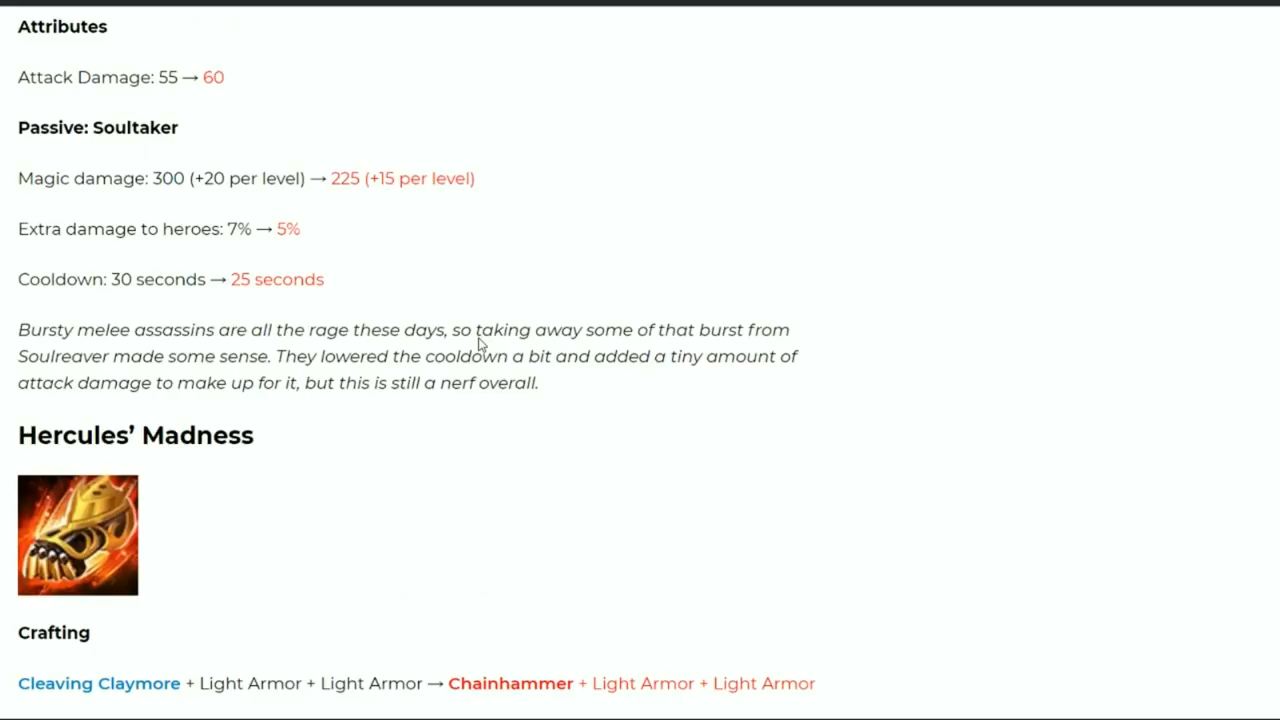 Attributes
Attack Damage: 55 → 60
Passive: Soultaker
Magic damage: 300 (+20 per level) → 225 (+15 per level)
Extra damage to heroes: 7% → 5%
Cooldown: 30 seconds → 25 seconds
Bursty melee assassins are all the rage these days, so taking away some of that burst from
Soulreaver made some sense. They lowered the cooldown a bit and added a tiny amount of
attack damage to make up for it, but this is still a nerf overall.
Hercules’ Madness
Crafting
Cleaving Claymore + Light Armor + Light Armor → Chainhammer + Light Armor + Light Armor